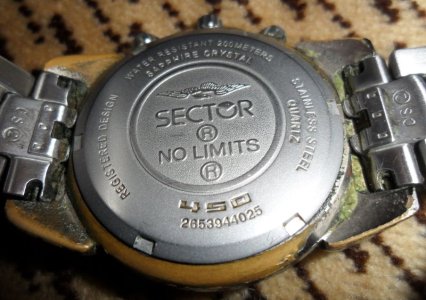 WATER RESISTANT 200METERS
SAPPHIRE CRYSTAL
REGISTERED DESIGN
STAINLESS STEEL
QUARTZ
SECTOR
®
NO LIMITS
®
450
2653944025